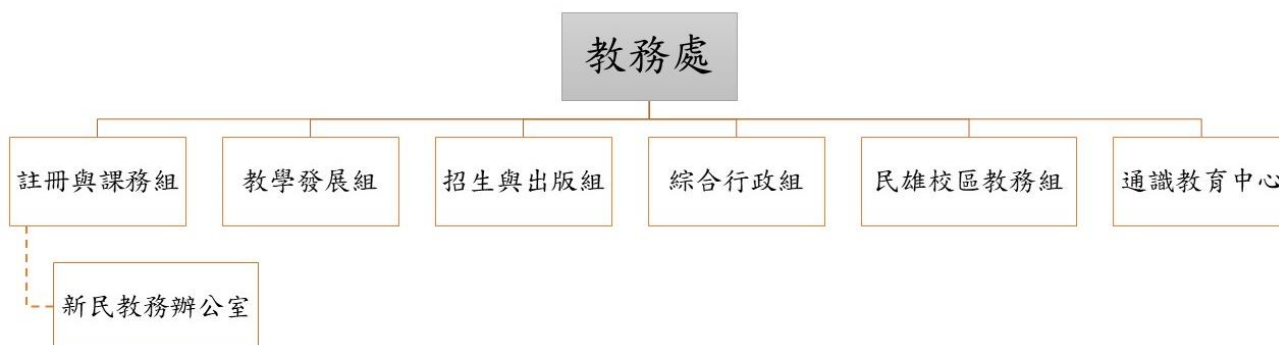 教務處
註冊與課務組
教學發展組
招生與出版組
綜合行政組
民雄校區教務組
通識教育中心
新民教務辦公室